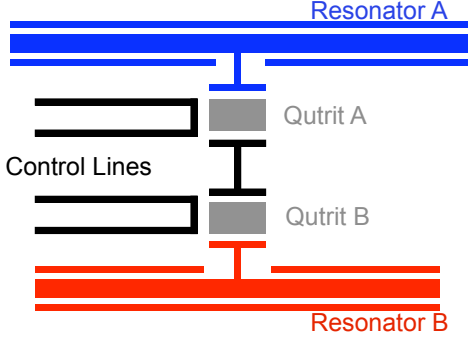 Resonator A
Qutrit A
Control Lines
Qutrit B
Resonator B